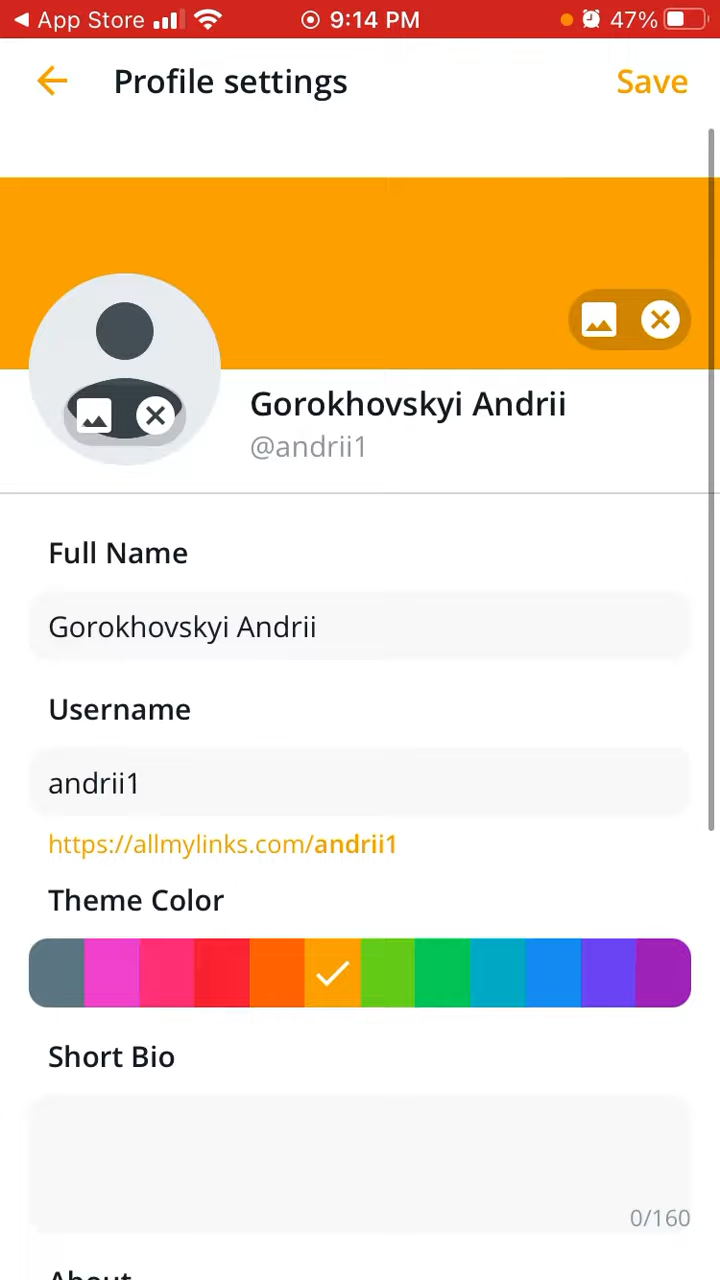 App Store 9:14 PM 47%
Profile settings Save
Gorokhovskyi Andrii
@andrii1
Full Name
Gorokhovskyi Andrii
Username
andrii1
https://allmylinks.com/andrii1
Theme Color
Short Bio
0/160
About